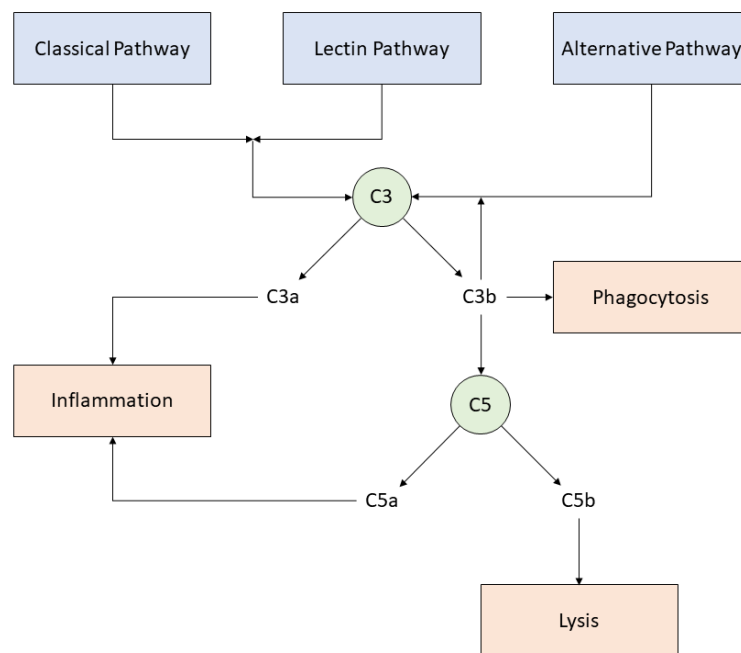 Classical Pathway
Lectin Pathway
Alternative Pathway
C3
C3a
C3b
Phagocytosis
Inflammation
C5
C5a
C5b
Lysis